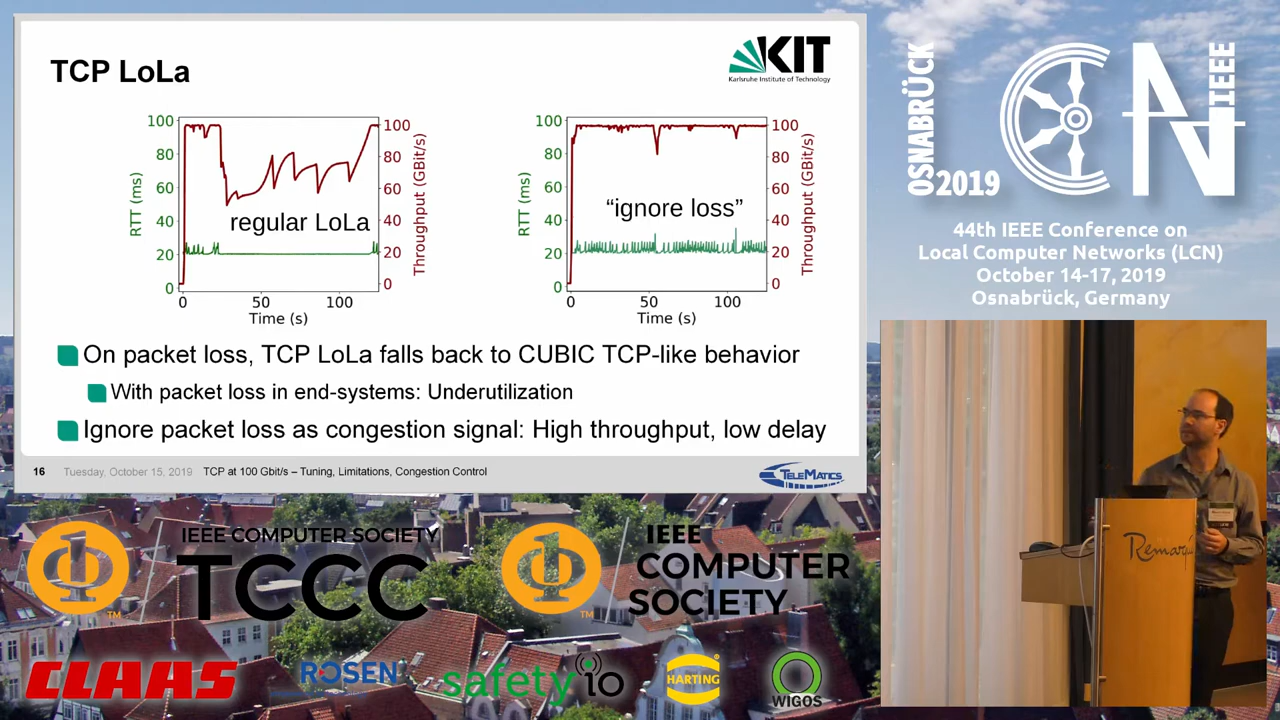 TCP LoLa
KIT
Karlsruhe Institute of Technology
100
80
60
40
20
0
RTT (ms)
regular LoLa
100
80
60
40
20
0
Throughput (GBit/s)
0 50 100
Time (s)
100
80
60
40
20
0
RTT (ms)
“ignore loss”
100
80
60
40
20
0
Throughput (GBit/s)
0 50 100
Time (s)
On packet loss, TCP LoLa falls back to CUBIC TCP-like behavior
With packet loss in end-systems: Underutilization
Ignore packet loss as congestion signal: High throughput, low delay
16 Tuesday, October 15, 2019 TCP at 100 Gbit/s – Tuning, Limitations, Congestion Control
TELEMATICS
OSNABRÜCK
2019
LCN
IEEE
44th IEEE Conference on
Local Computer Networks (LCN)
October 14-17, 2019
Osnabrück, Germany
IEEE COMPUTER SOCIETY
TCCC
TM
IEEE
COMPUTER
SOCIETY
TM
CLAAS
ROSEN
safetyio
HARTING
WIGOS